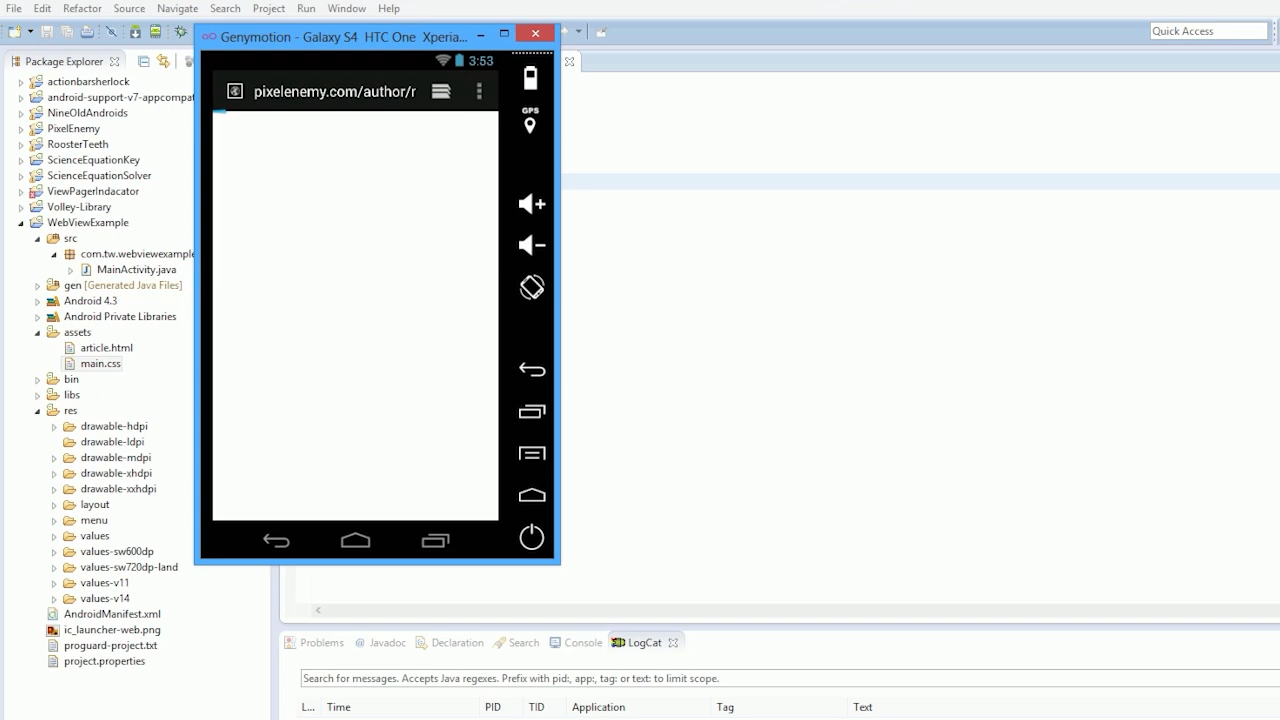 File Edit Refactor Source Navigate Search Project Run Window Help
Quick Access
Genymotion - Galaxy S4 HTC One Xperia...
3:53
pixelenemy.com/author/r
GPS
Package Explorer
actionbarsherlock
android-support-v7-appcompat
NineOldAndroids
PixelEnemy
RoosterTeeth
ScienceEquationKey
ScienceEquationSolver
ViewPagerIndacator
Volley-Library
WebViewExample
src
com.tw.webviewexample
MainActivity.java
gen [Generated Java Files]
Android 4.3
Android Private Libraries
assets
article.html
main.css
bin
libs
res
drawable-hdpi
drawable-ldpi
drawable-mdpi
drawable-xhdpi
drawable-xxhdpi
layout
menu
values
values-sw600dp
values-sw720dp-land
values-v11
values-v14
AndroidManifest.xml
ic_launcher-web.png
proguard-project.txt
project.properties
Problems Javadoc Declaration Search Console LogCat
Search for messages. Accepts Java regexes. Prefix with pid:, app:, tag: or text: to limit scope.
L... Time PID TID Application Tag Text